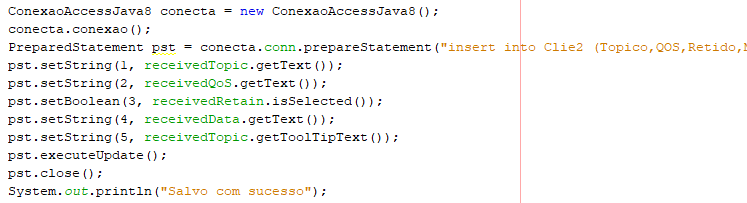 ConexaoAccessJava8 conecta = new ConexaoAccessJava8();
conecta.conexao();
PreparedStatement pst = conecta.conn.prepareStatement("insert into Clie2 (Topico,QOS,Retido,
pst.setString(1, receivedTopic.getText());
pst.setString(2, receivedQoS.getText());
pst.setBoolean(3, receivedRetain.isSelected());
pst.setString(4, receivedData.getText());
pst.setString(5, receivedTopic.getToolTipText());
pst.executeUpdate();
pst.close();
System.out.println("Salvo com sucesso");